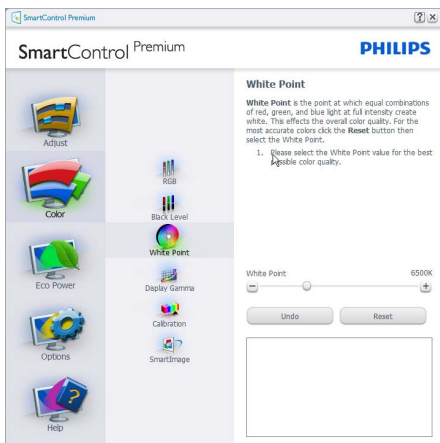 SmartControl Premium
SmartControl Premium
PHILIPS
Adjust
Color
Eco Power
Options
Help
RGB
Black Level
White Point
Display Gamma
Calibration
SmartImage
White Point
White Point is the point at which equal combinations
of red, green, and blue light at full intensity create
white. This effects the overall color quality. For the
most accurate colors click the Reset button then
select the White Point.
1. Please select the White Point value for the best
possible color quality.
White Point 6500K
Undo Reset